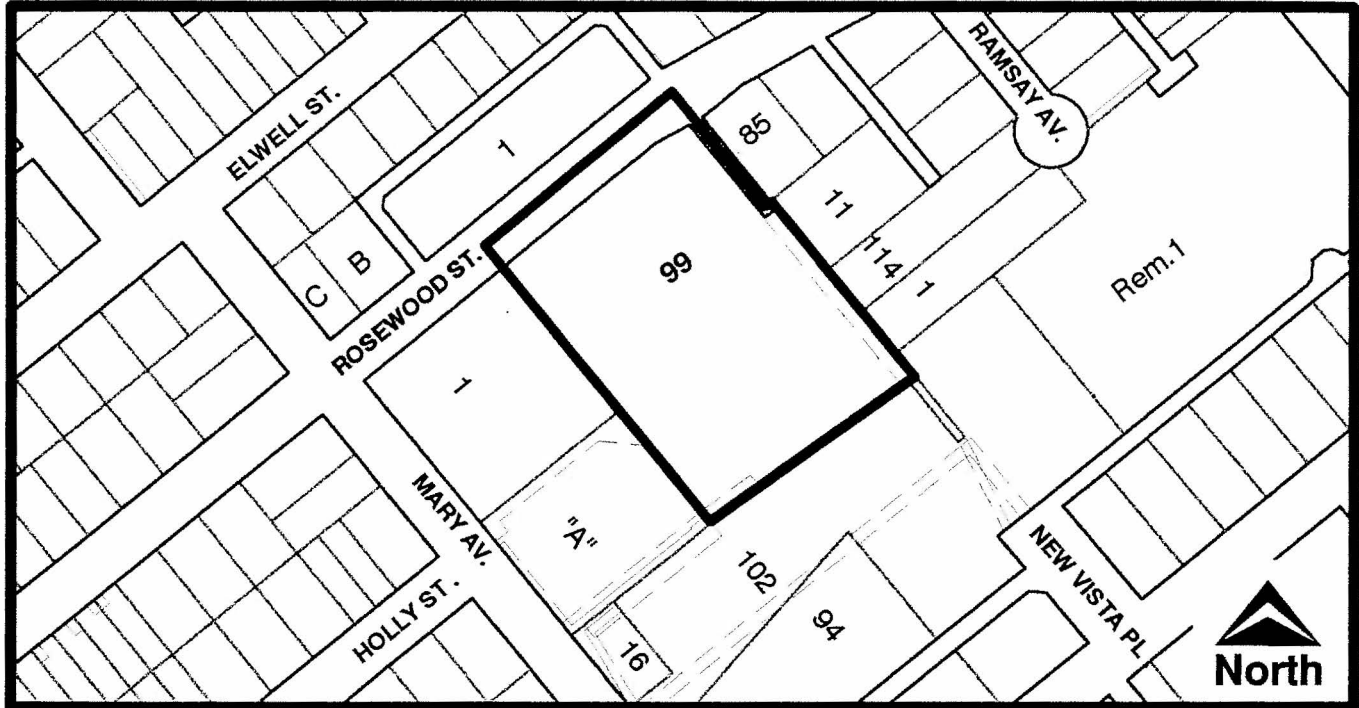 RAMSAY AV.
ELWELL ST.
1
85
11
114
1
Rem.1
B
C
ROSEWOOD ST.
99
1
MARY AV.
"A"
HOLLY ST.
102
94
16
NEW VISTA PL
North